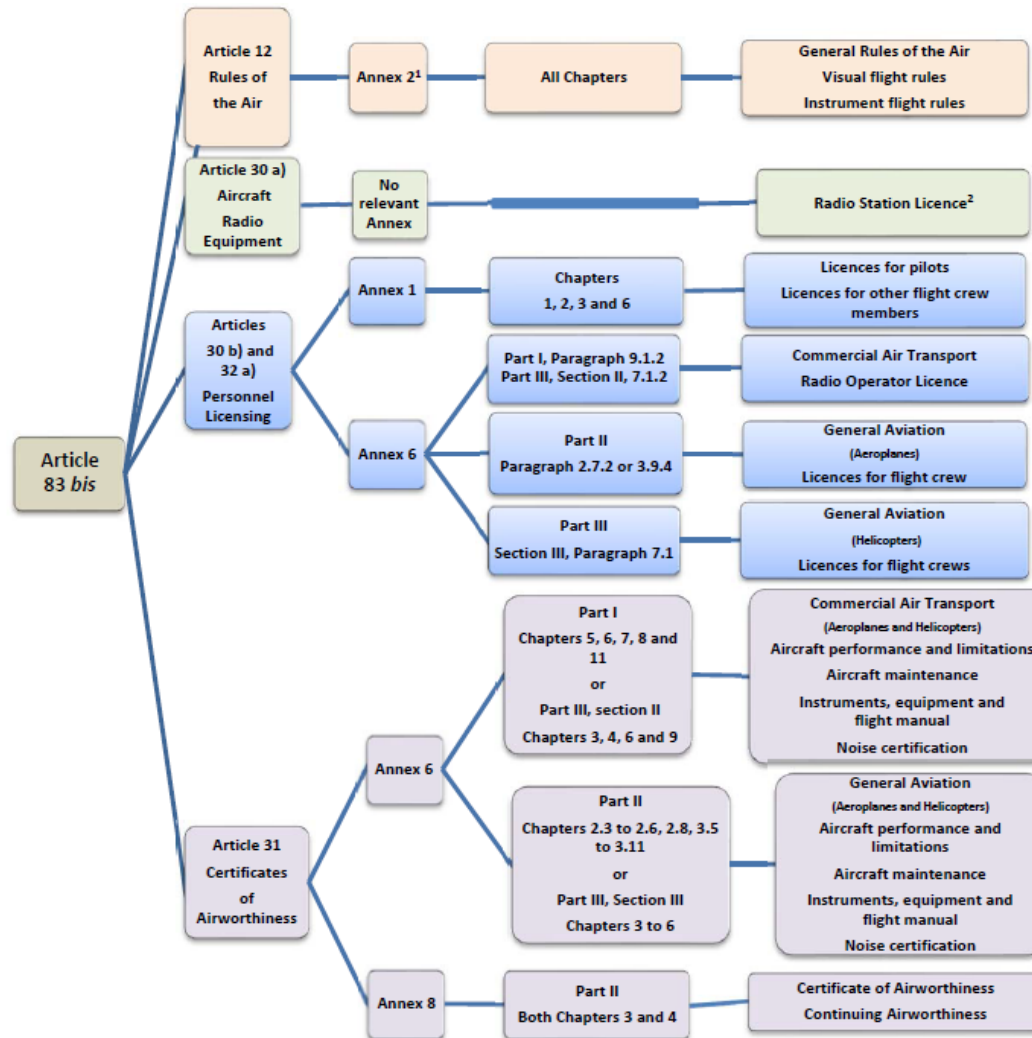 Article 12
Rules of
the Air
Annex 2¹
All Chapters
General Rules of the Air
Visual flight rules
Instrument flight rules
Article 30 a)
Aircraft
Radio
Equipment
No
relevant
Annex
Radio Station Licence²
Articles
30 b) and
32 a)
Personnel
Licensing
Annex 1
Chapters
1, 2, 3 and 6
Licences for pilots
Licences for other flight crew
members
Annex 6
Part I, Paragraph 9.1.2
Part III, Section II, 7.1.2
Commercial Air Transport
Radio Operator Licence
Part II
Paragraph 2.7.2 or 3.9.4
General Aviation
(Aeroplanes)
Licences for flight crew
Part III
Section III, Paragraph 7.1
General Aviation
(Helicopters)
Licences for flight crews
Article
83 bis
Article 31
Certificates
of
Airworthiness
Annex 6
Part I
Chapters 5, 6, 7, 8 and
11
or
Part III, section II
Chapters 3, 4, 6 and 9
Commercial Air Transport
(Aeroplanes and Helicopters)
Aircraft performance and limitations
Aircraft maintenance
Instruments, equipment and
flight manual
Noise certification
Part II
Chapters 2.3 to 2.6, 2.8, 3.5
to 3.11
or
Part III, Section III
Chapters 3 to 6
General Aviation
(Aeroplanes and Helicopters)
Aircraft performance and
limitations
Aircraft maintenance
Instruments, equipment and
flight manual
Noise certification
Annex 8
Part II
Both Chapters 3 and 4
Certificate of Airworthiness
Continuing Airworthiness